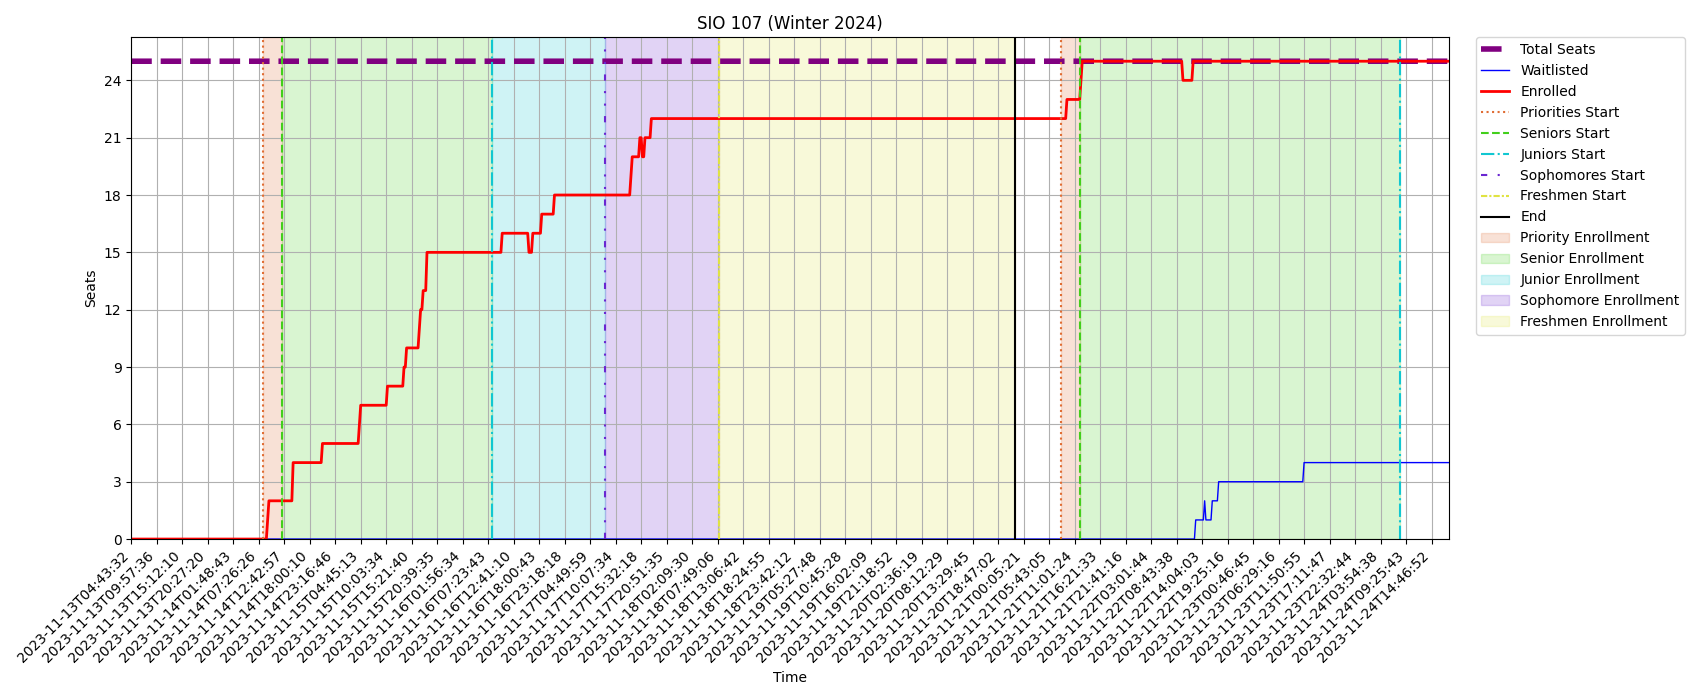 SIO 107 (Winter 2024)
Seats
24
21
18
15
12
9
6
3
0
2023-11-13T04:43:32
2023-11-13T09:57:36
2023-11-13T15:12:10
2023-11-13T20:27:20
2023-11-14T01:48:43
2023-11-14T07:26:26
2023-11-14T12:42:57
2023-11-14T18:00:10
2023-11-14T23:16:46
2023-11-15T04:45:13
2023-11-15T10:03:34
2023-11-15T15:21:40
2023-11-15T20:39:35
2023-11-16T01:56:34
2023-11-16T07:23:43
2023-11-16T12:41:10
2023-11-16T18:00:43
2023-11-16T23:18:18
2023-11-17T04:49:59
2023-11-17T10:07:34
2023-11-17T15:32:18
2023-11-17T20:51:35
2023-11-18T02:09:30
2023-11-18T07:49:06
2023-11-18T13:06:42
2023-11-18T18:24:55
2023-11-18T23:42:12
2023-11-19T05:27:48
2023-11-19T10:45:28
2023-11-19T16:02:09
2023-11-19T21:18:52
2023-11-20T02:36:19
2023-11-20T08:12:29
2023-11-20T13:29:45
2023-11-20T18:47:02
2023-11-21T00:05:21
2023-11-21T05:43:05
2023-11-21T11:01:24
2023-11-21T16:21:33
2023-11-21T21:41:16
2023-11-22T03:01:44
2023-11-22T08:43:38
2023-11-22T14:04:03
2023-11-22T19:25:16
2023-11-23T00:46:45
2023-11-23T06:29:16
2023-11-23T11:50:55
2023-11-23T17:11:47
2023-11-23T22:32:44
2023-11-24T03:54:38
2023-11-24T09:25:43
2023-11-24T14:46:52
Time
Total Seats
Waitlisted
Enrolled
Priorities Start
Seniors Start
Juniors Start
Sophomores Start
Freshmen Start
End
Priority Enrollment
Senior Enrollment
Junior Enrollment
Sophomore Enrollment
Freshmen Enrollment